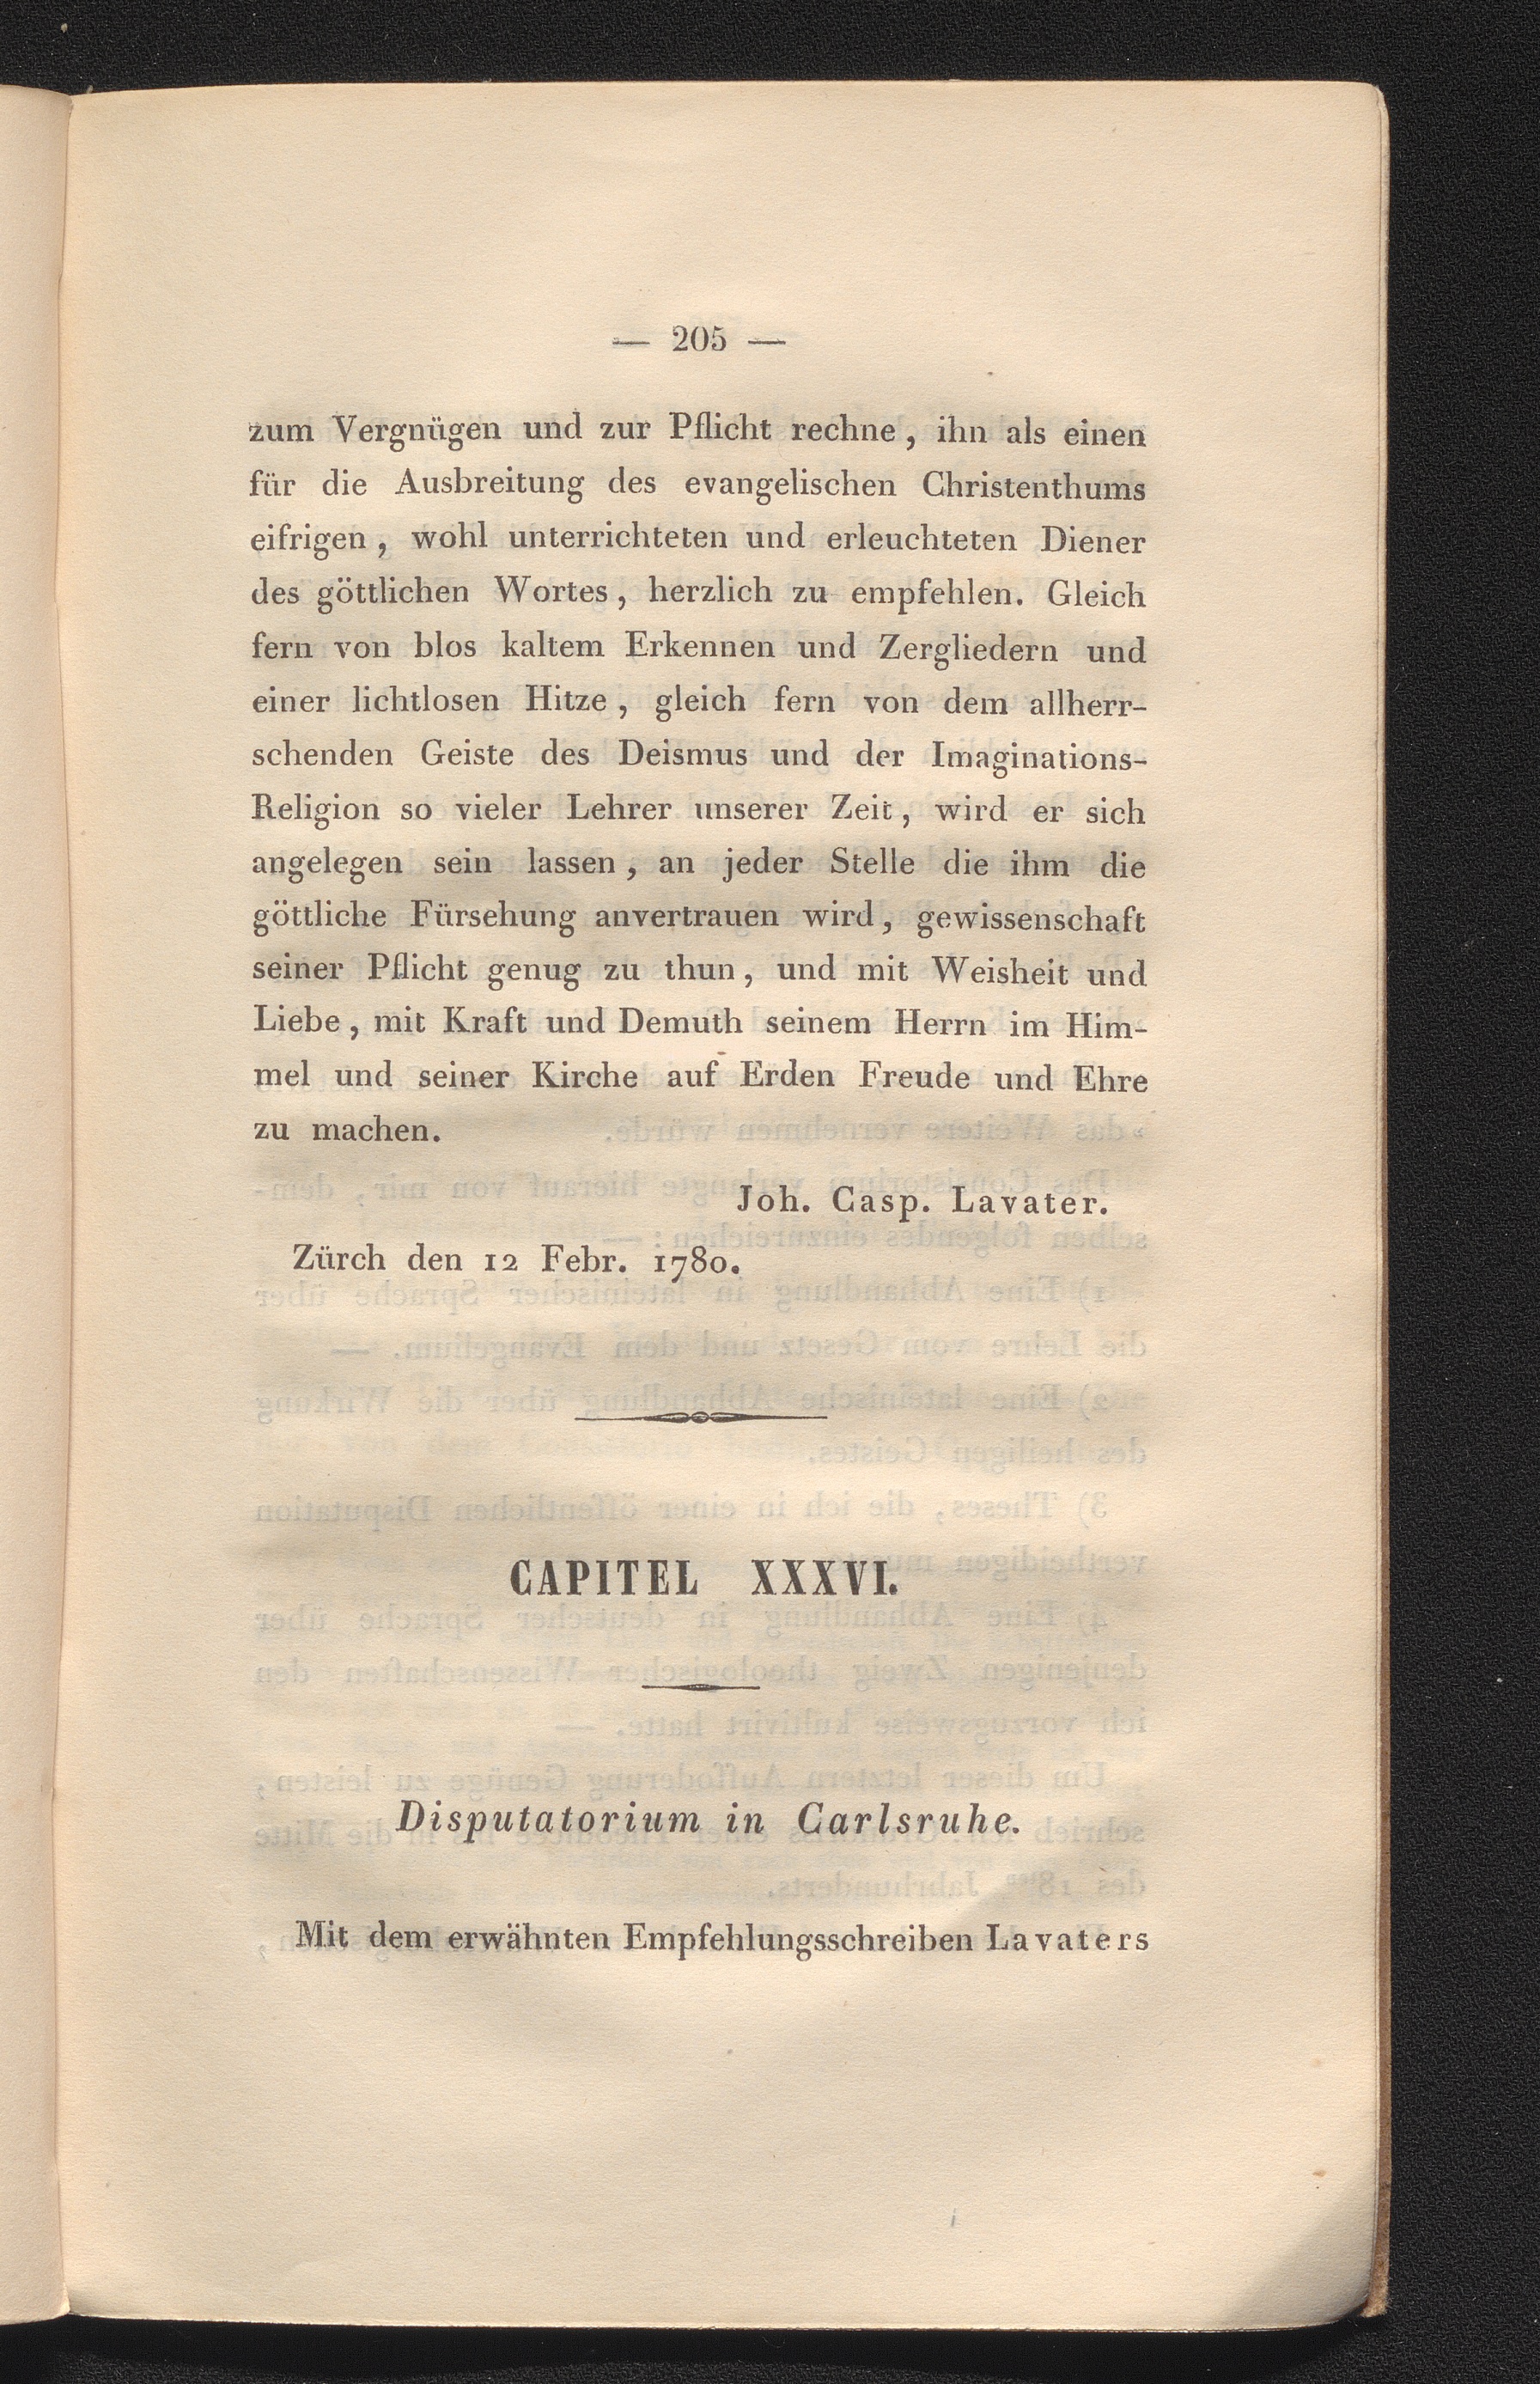 — 205 —
zum Vergnügen und zur Pflicht rechne, ihn als einen
für die Ausbreitung des evangelischen Christenthums
eifrigen, wohl unterrichteten und erleuchteten Diener
des göttlichen Wortes, herzlich zu empfehlen. Gleich
fern von blos kaltem Erkennen und Zergliedern und
einer lichtlosen Hitze, gleich fern von dem allherr-
schenden Geiste des Deismus und der Imaginations-
Religion so vieler Lehrer unserer Zeit, wird er sich
angelegen sein lassen, an jeder Stelle die ihm die
göttliche Fürsehung anvertrauen wird, gewissenschaft
seiner Pflicht genug zu thun, und mit Weisheit und
Liebe, mit Kraft und Demuth seinem Herrn im Him-
mel und seiner Kirche auf Erden Freude und Ehre
zu machen.
Joh. Casp. Lavater.
Zürch den 12 Febr. 1780.
CAPITEL XXXVI.
Disputatorium in Carlsruhe.
Mit dem erwähnten Empfehlungsschreiben Lavaters